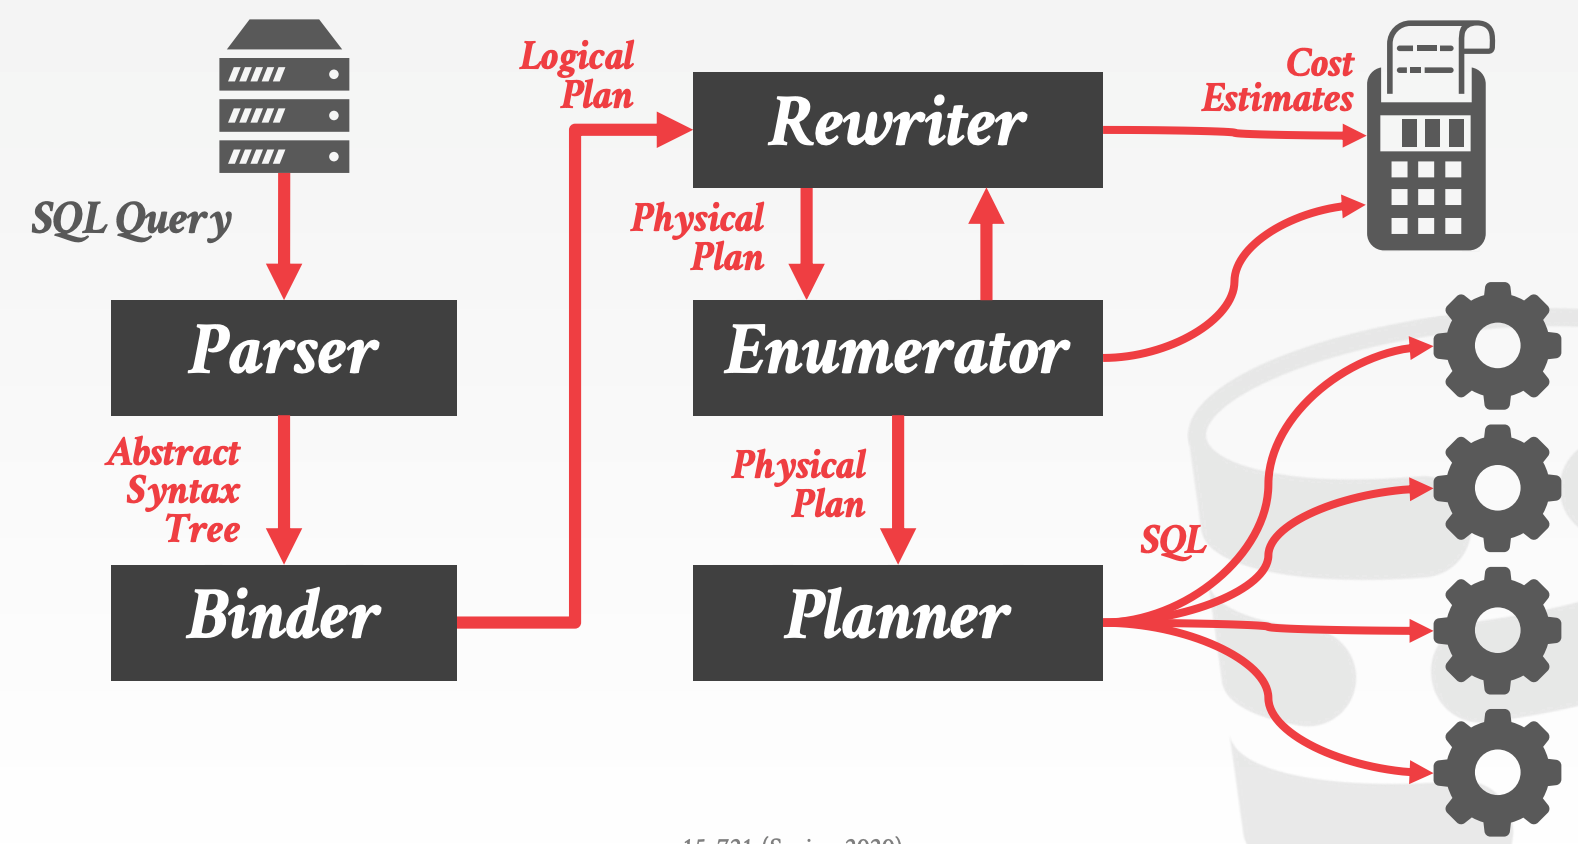 Logical
Plan
Cost
Estimates
Rewriter
SQL Query
Physical
Plan
Parser
Enumerator
Abstract
Syntax
Tree
Physical
Plan
SQL
Binder
Planner
15-721 (Spring 2020)